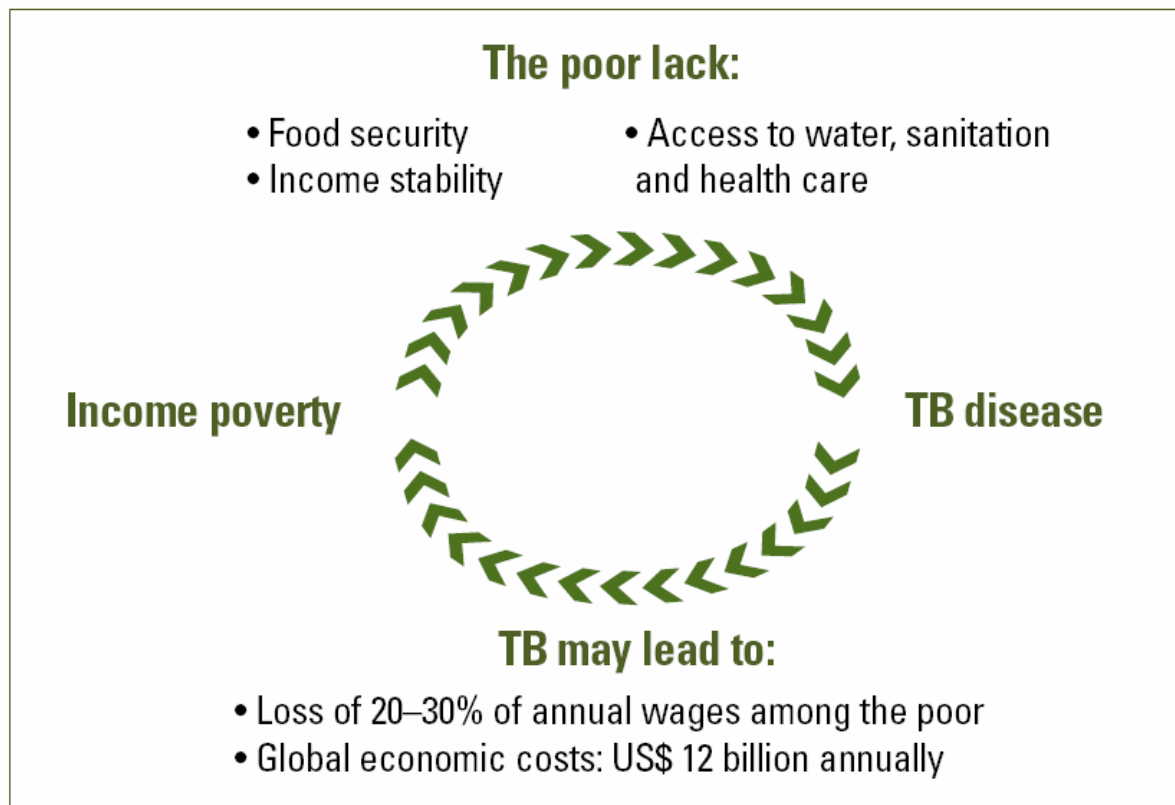 The poor lack:
• Food security
• Income stability
• Access to water, sanitation
and health care
Income poverty
TB disease
TB may lead to:
• Loss of 20–30% of annual wages among the poor
• Global economic costs: US$ 12 billion annually